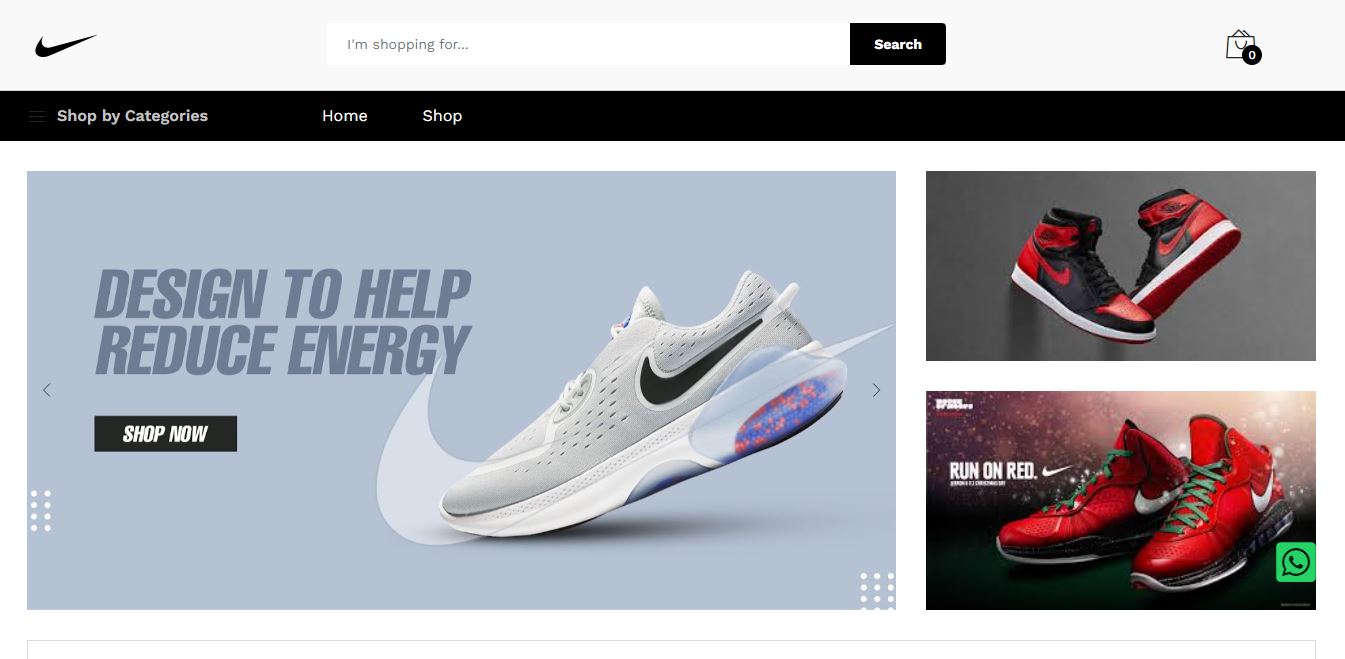 I'm shopping for...
Search
0
Shop by Categories
Home
Shop
DESIGN TO HELP
REDUCE ENERGY
SHOP NOW
RUN ON RED.